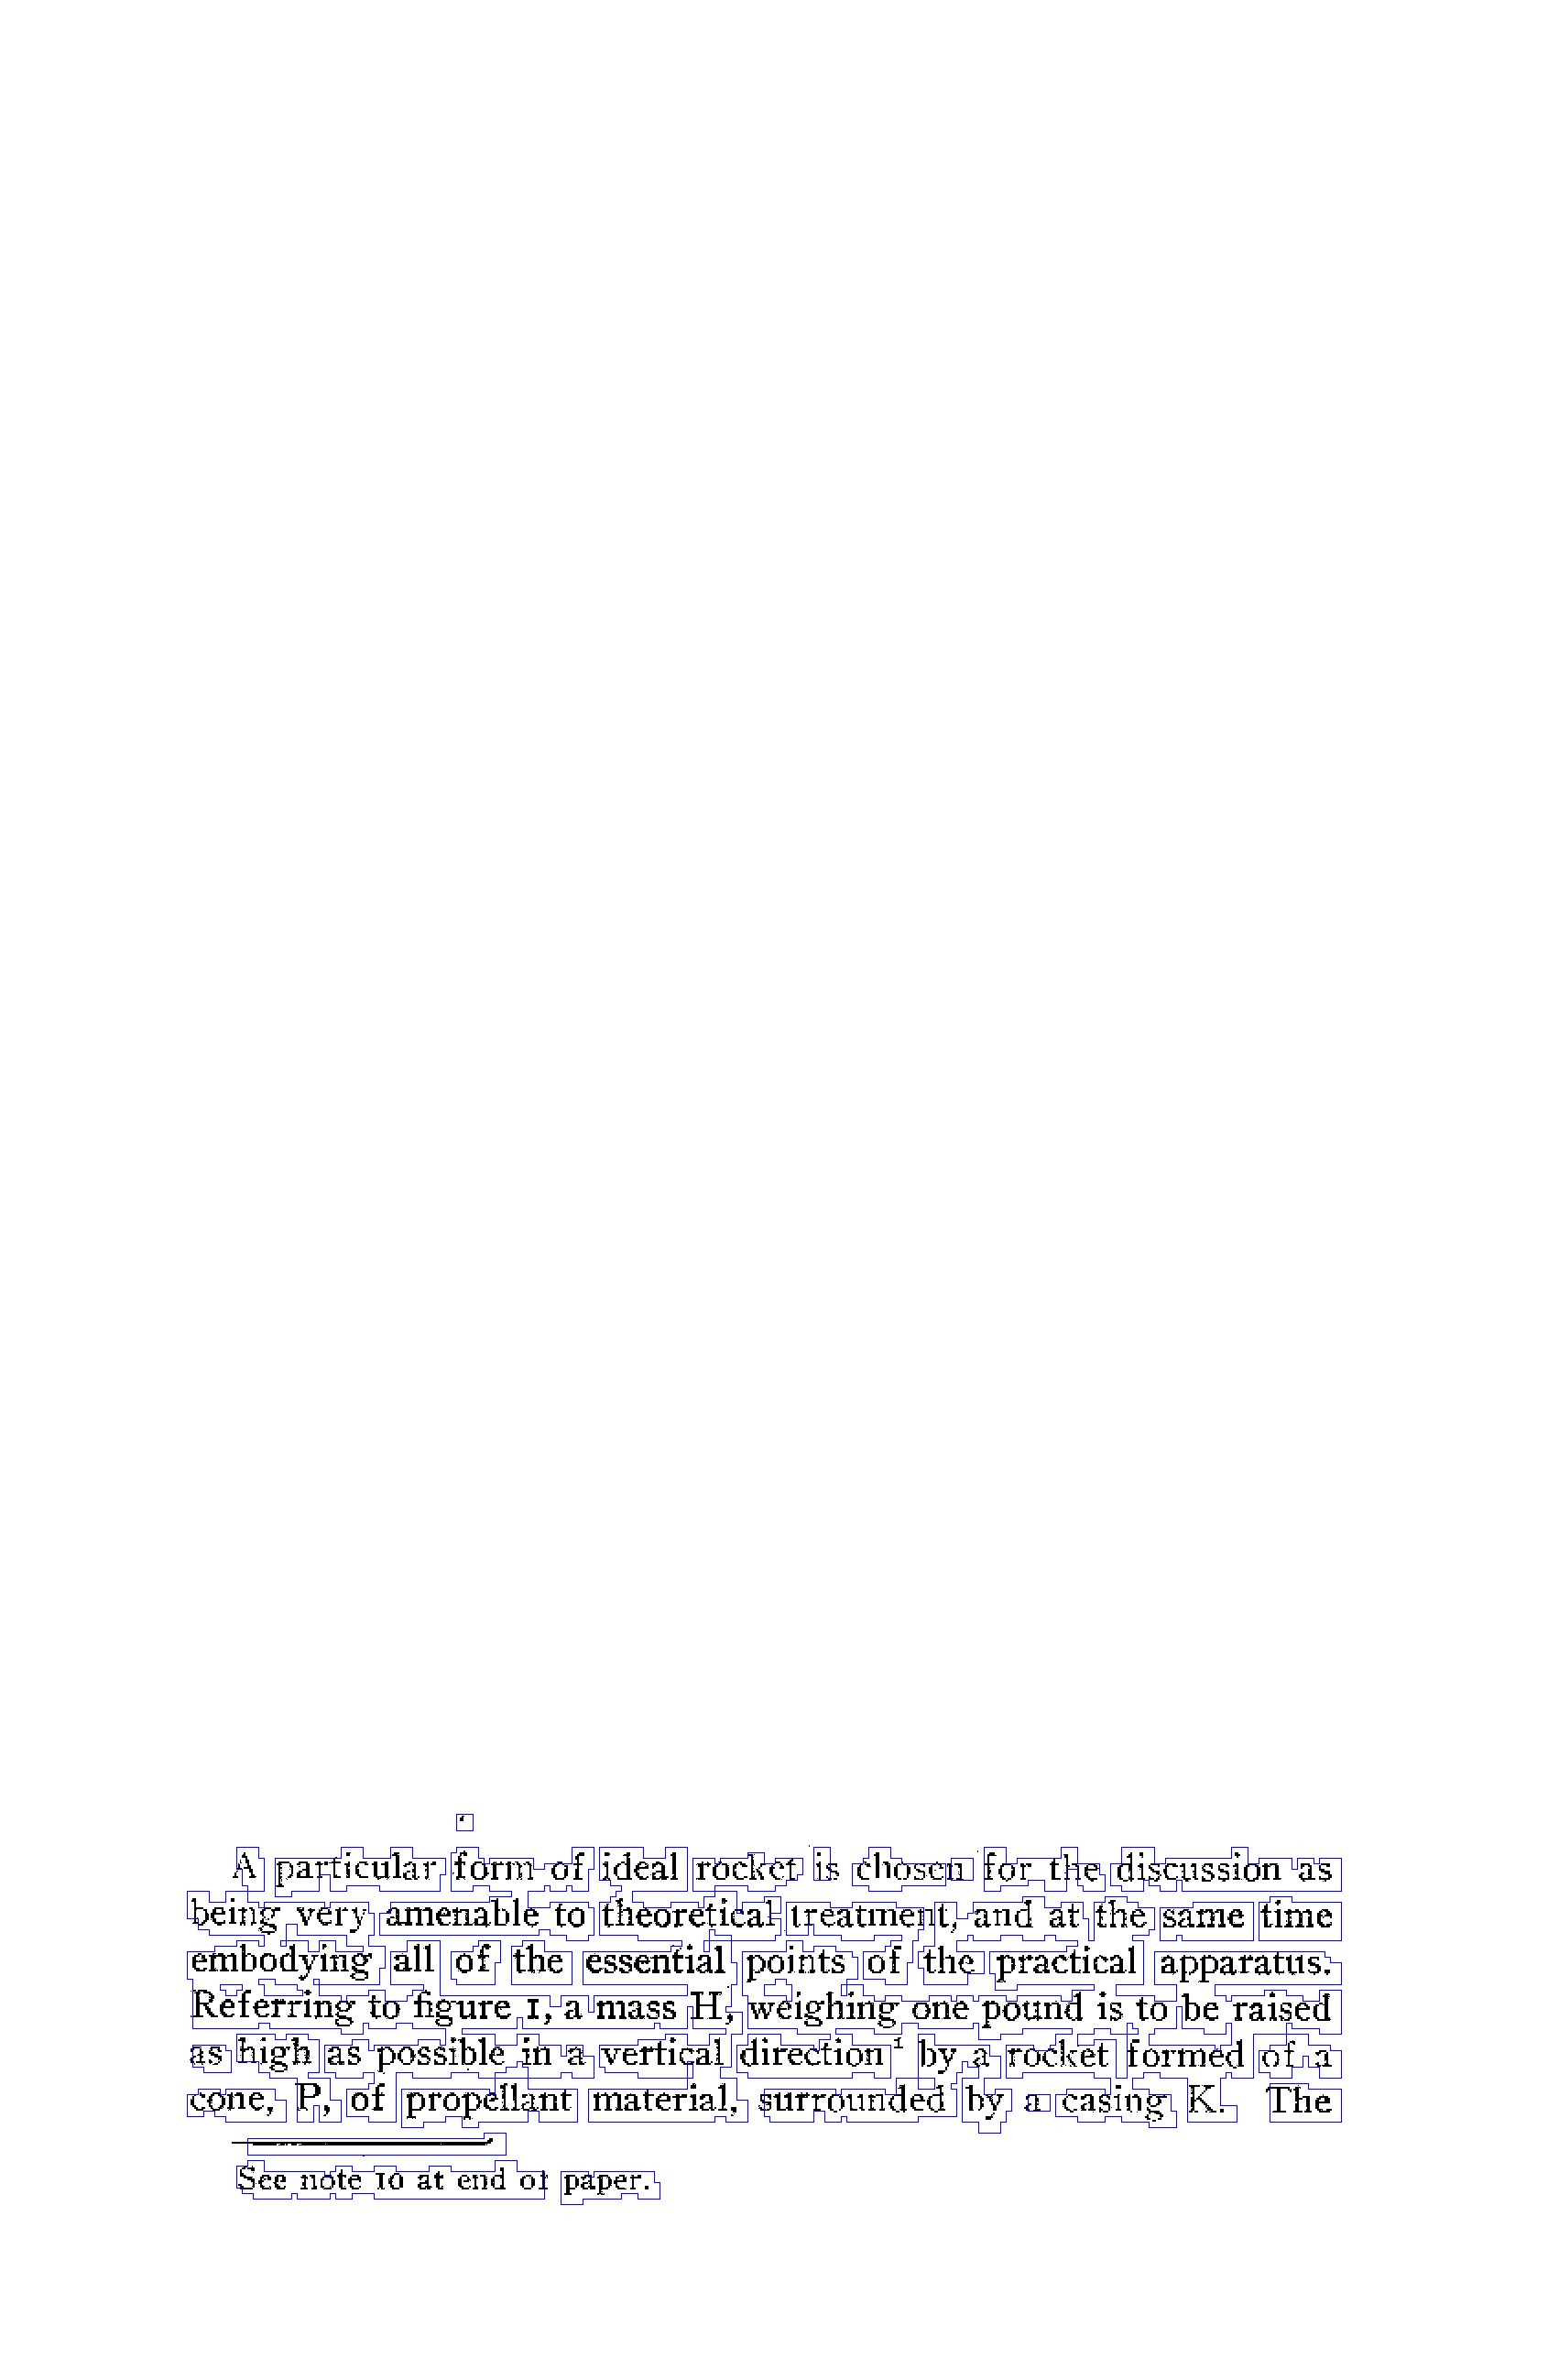 A particular form of ideal rocket is chosen for the discussion as
being very amenable to theoretical treatment, and at the same time
embodying all of the essential points of the practical apparatus.
Referring to figure 1, a mass H, weighing one pound is to be raised
as high as possible in a vertical direction ¹ by a rocket formed of a
cone, P, of propellant material, surrounded by a casing K. The
See note 10 at end of paper.